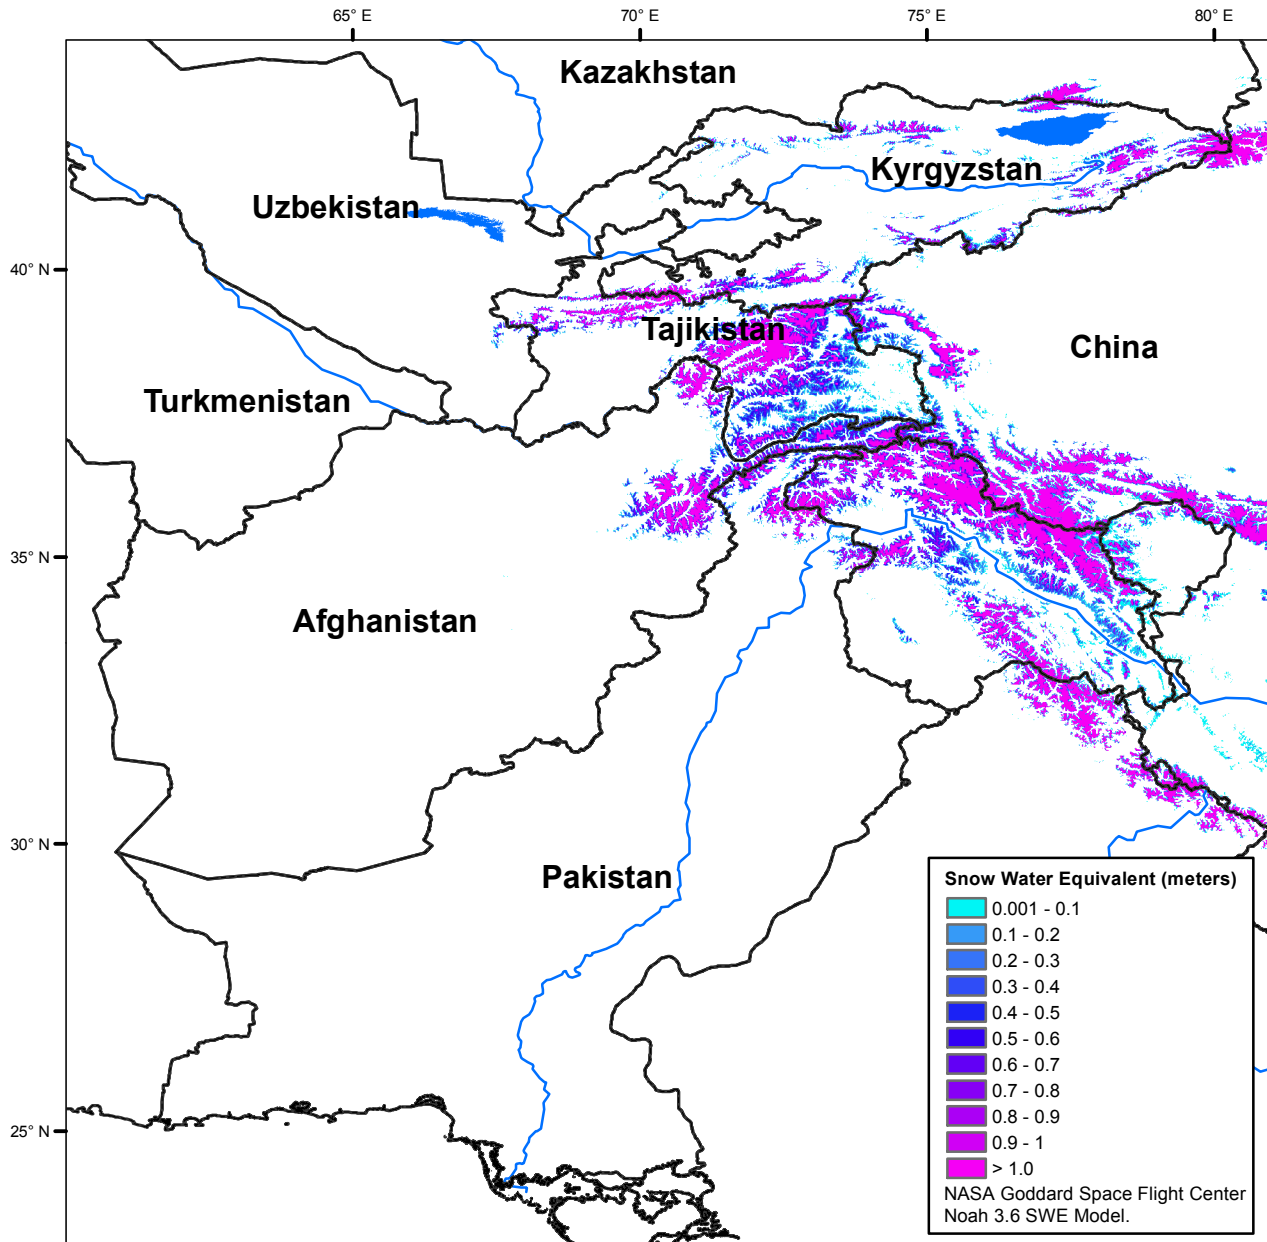 65° E
70° E
75° E
80° E
Kazakhstan
Kyrgyzstan
Uzbekistan
40° N
Tajikistan
China
Turkmenistan
35° N
Afghanistan
30° N
Pakistan
25° N
Snow Water Equivalent (meters)
0.001 - 0.1
0.1 - 0.2
0.2 - 0.3
0.3 - 0.4
0.4 - 0.5
0.5 - 0.6
0.6 - 0.7
0.7 - 0.8
0.8 - 0.9
0.9 - 1
> 1.0
NASA Goddard Space Flight Center
Noah 3.6 SWE Model.